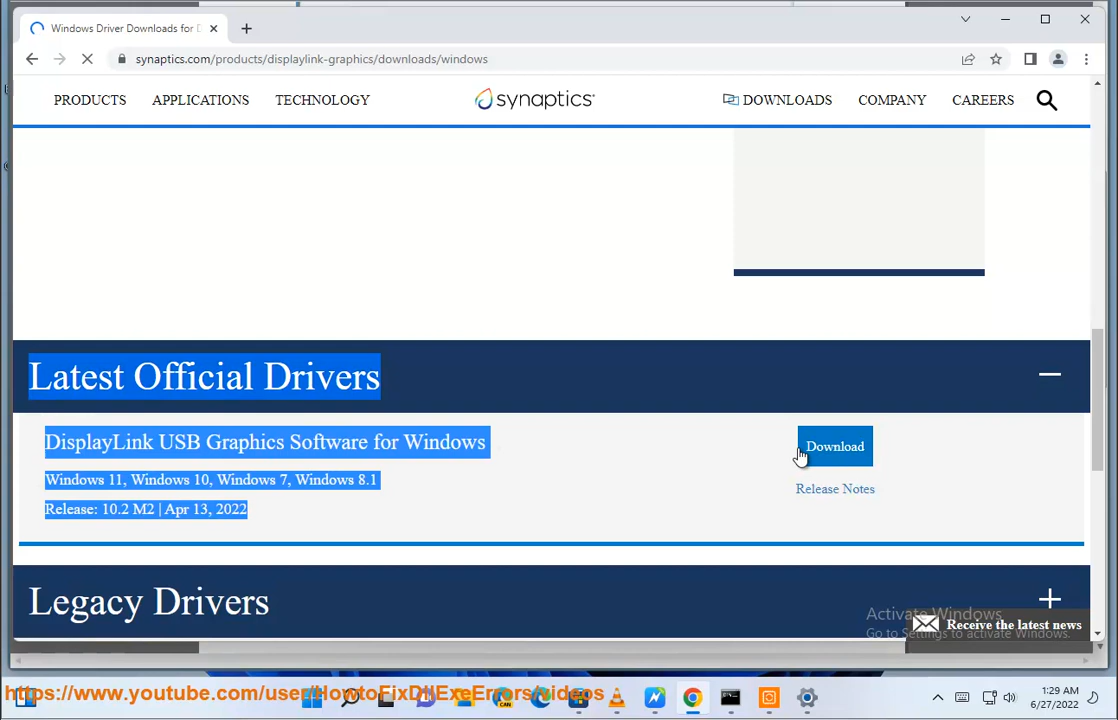 Windows Driver Downloads for D
synaptics.com/products/displaylink-graphics/downloads/windows
PRODUCTS APPLICATIONS TECHNOLOGY synaptics DOWNLOADS COMPANY CAREERS
Latest Official Drivers
DisplayLink USB Graphics Software for Windows
Download
Windows 11, Windows 10, Windows 7, Windows 8.1
Release Notes
Release: 10.2 M2 | Apr 13, 2022
Legacy Drivers
Activate Windows
Receive the latest news
Go to Settings to activate Windows.
https://www.youtube.com/user/HowtoFixDllExeErrors/videos
CAN
1:29 AM
6/27/2022